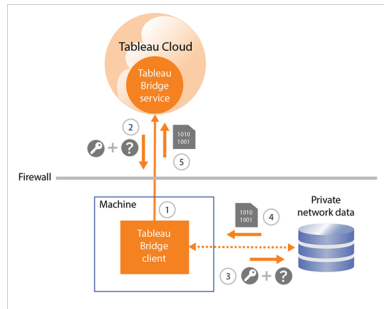 Tableau Cloud
Tableau
Bridge
service
2
1010
1001
+ ?
5
Firewall
Machine
1
1010
1001
4
Private
network data
Tableau
Bridge
client
3
+ ?